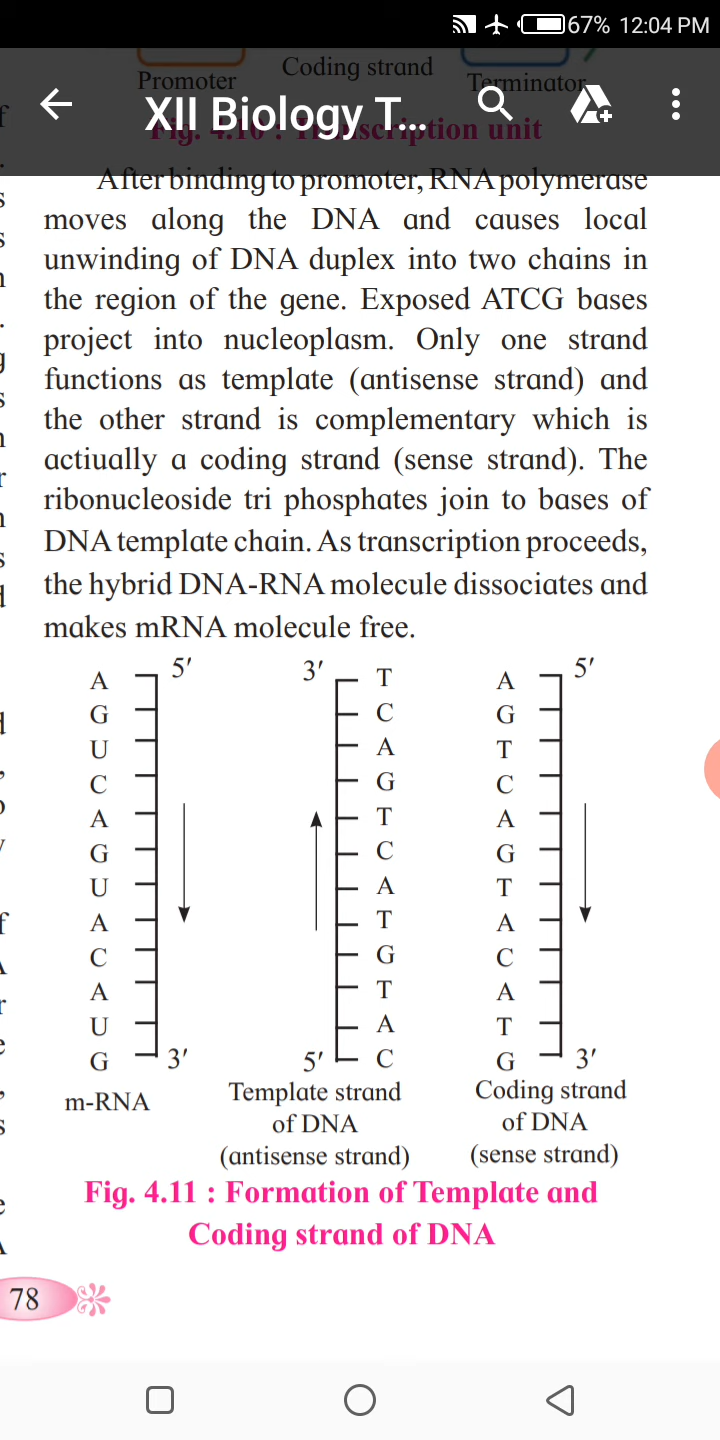 67% 12:04 PM
Promoter
Coding strand
Terminator
XII Biology T...
Fig. 4.10 : Transcription unit
After binding to promoter, RNA polymerase
moves along the DNA and causes local
unwinding of DNA duplex into two chains in
the region of the gene. Exposed ATCG bases
project into nucleoplasm. Only one strand
functions as template (antisense strand) and
the other strand is complementary which is
actiually a coding strand (sense strand). The
ribonucleoside tri phosphates join to bases of
DNA template chain. As transcription proceeds,
the hybrid DNA-RNA molecule dissociates and
makes mRNA molecule free.
5′ 3′ 5′
A T A
G C G
U A T
C G C
A T A
G C G
U A T
A T A
C G C
A T A
U A T
G C G
3′ 5′ 3′
m-RNA
Template strand
of DNA
(antisense strand)
Coding strand
of DNA
(sense strand)
Fig. 4.11 : Formation of Template and
Coding strand of DNA
78